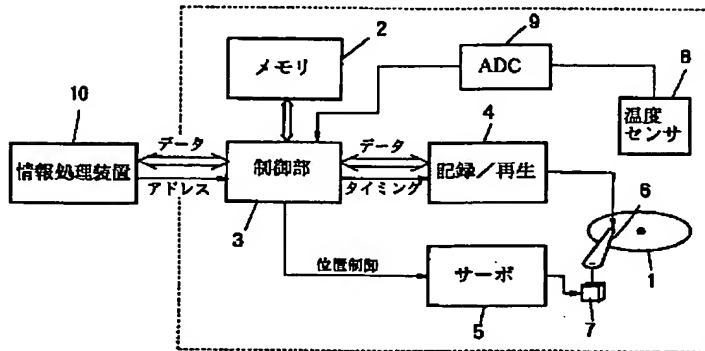 2
9
メモリ
ADC
8
10
4
温度
センサ
データ
データ
情報処理装置
制御部
記録／再生
6
アドレス
タイミング
3
1
位置制御
サーボ
5
7